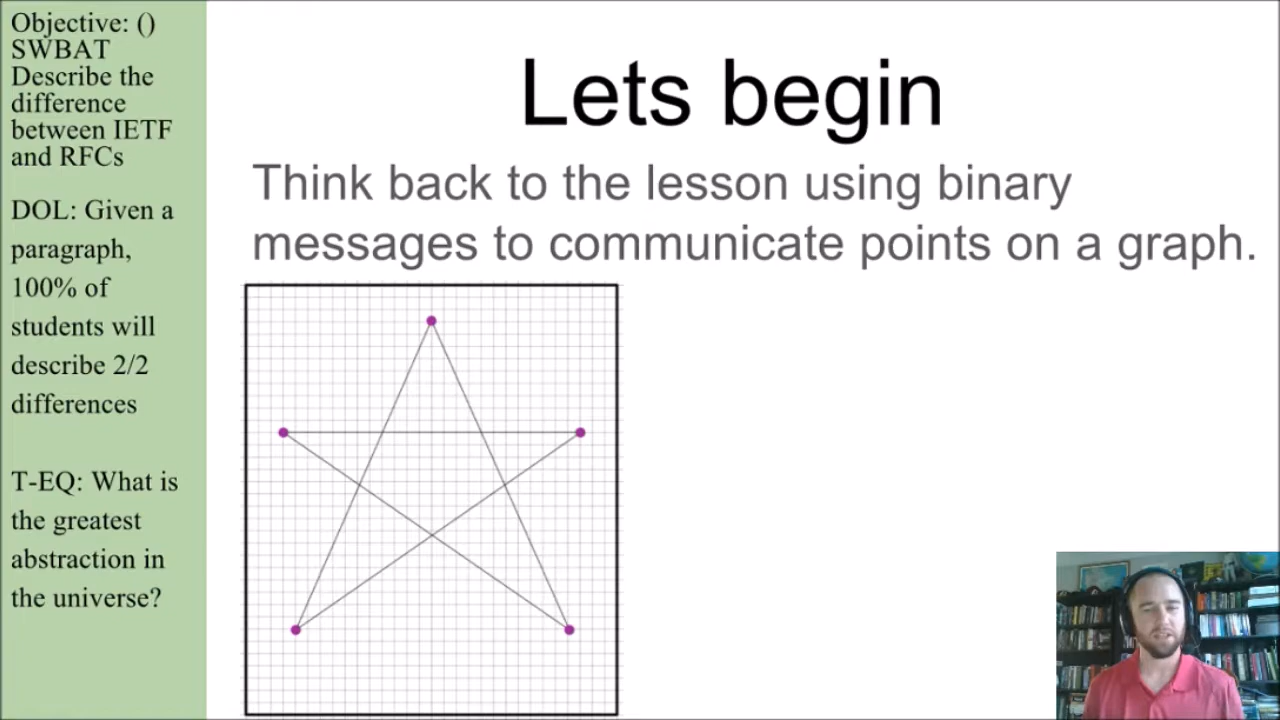 Objective: ()
SWBAT
Describe the
difference
between IETF
and RFCs
DOL: Given a
paragraph,
100% of
students will
describe 2/2
differences
T-EQ: What is
the greatest
abstraction in
the universe?
Lets begin
Think back to the lesson using binary
messages to communicate points on a graph.